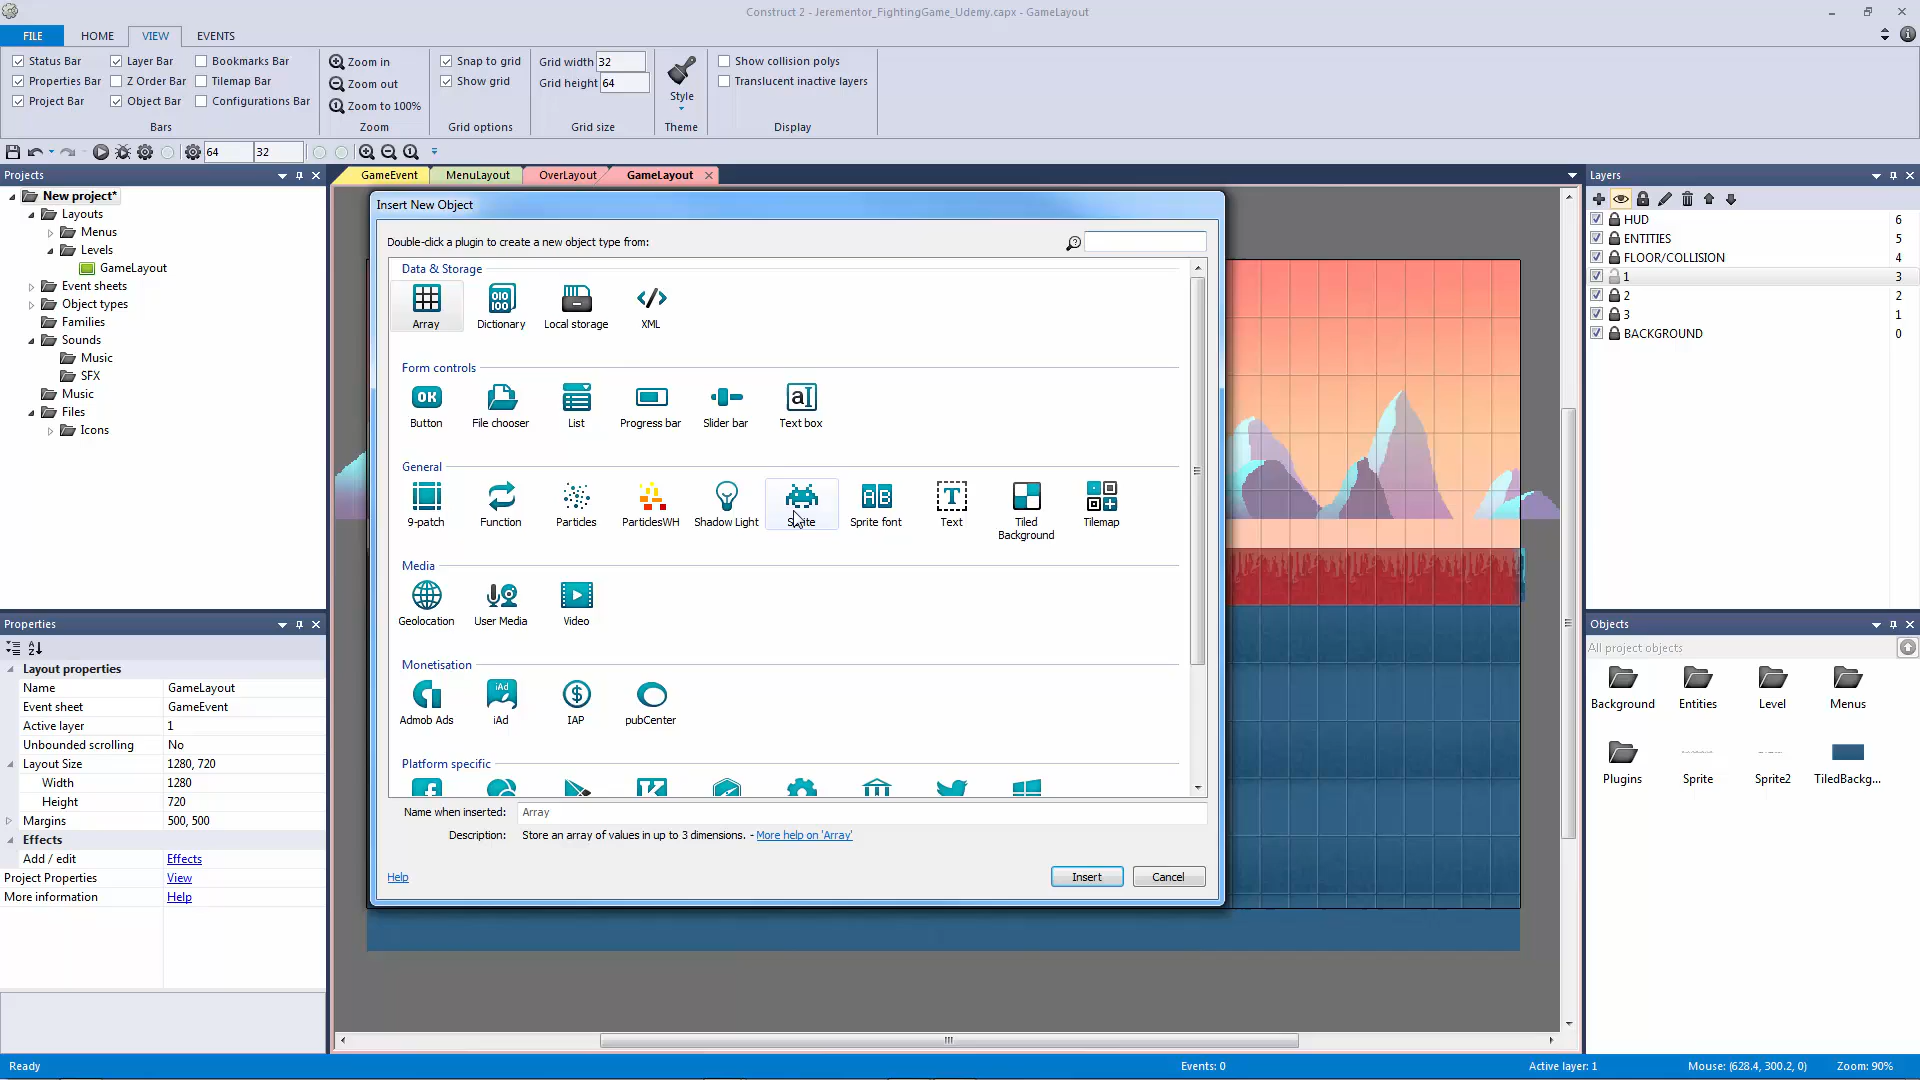 Construct 2 - Jerementor_FightingGame_Udemy.capx - GameLayout
FILE HOME VIEW EVENTS
Status Bar Layer Bar Bookmarks Bar Zoom in Snap to grid Grid width 32 Show collision polys
Properties Bar Z Order Bar Tilemap Bar Zoom out Show grid Grid height 64 Translucent inactive layers
Project Bar Object Bar Configurations Bar Zoom to 100% Style
Bars Zoom Grid options Grid size Theme Display
64 32
Projects
New project*
Layouts
Menus
Levels
GameLayout
Event sheets
Object types
Families
Sounds
Music
SFX
Music
Files
Icons
Properties
Layout properties
Name GameLayout
Event sheet GameEvent
Active layer 1
Unbounded scrolling No
Layout Size 1280, 720
Width 1280
Height 720
Margins 500, 500
Effects
Add / edit Effects
Project Properties View
More information Help
GameEvent MenuLayout OverLayout GameLayout
Insert New Object
Double-click a plugin to create a new object type from:
Data & Storage
Array Dictionary Local storage XML
Form controls
OK
Button File chooser List Progress bar Slider bar Text box
General
9-patch Function Particles ParticlesWH Shadow Light Sprite Sprite font Text Tiled Background Tilemap
Media
Geolocation User Media Video
Monetisation
iAd
Admob Ads iAd IAP pubCenter
Platform specific
Name when inserted: Array
Description: Store an array of values in up to 3 dimensions. - More help on 'Array'
Help Insert Cancel
Layers
HUD 6
ENTITIES 5
FLOOR/COLLISION 4
1 3
2 2
3 1
BACKGROUND 0
Objects
All project objects
Background Entities Level Menus
Plugins Sprite Sprite2 TiledBackg...
Ready Events: 0 Active layer: 1 Mouse: (628.4, 300.2, 0) Zoom: 90%